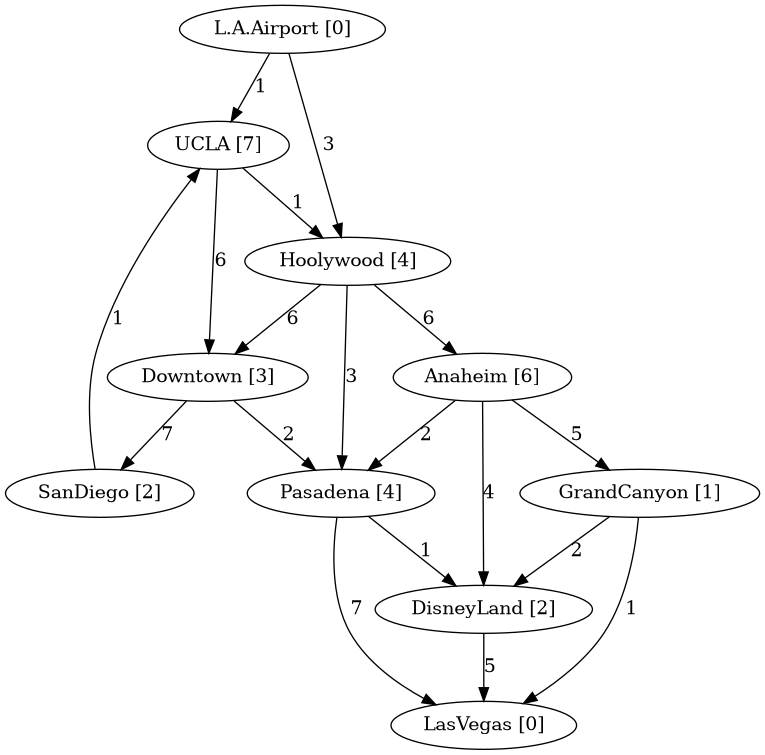 L.A.Airport [0]
1
UCLA [7]
3
1
Hoolywood [4]
6
1
6
6
Downtown [3]
3
Anaheim [6]
7
2
2
5
SanDiego [2]
Pasadena [4]
4
GrandCanyon [1]
1
2
7
DisneyLand [2]
1
5
LasVegas [0]